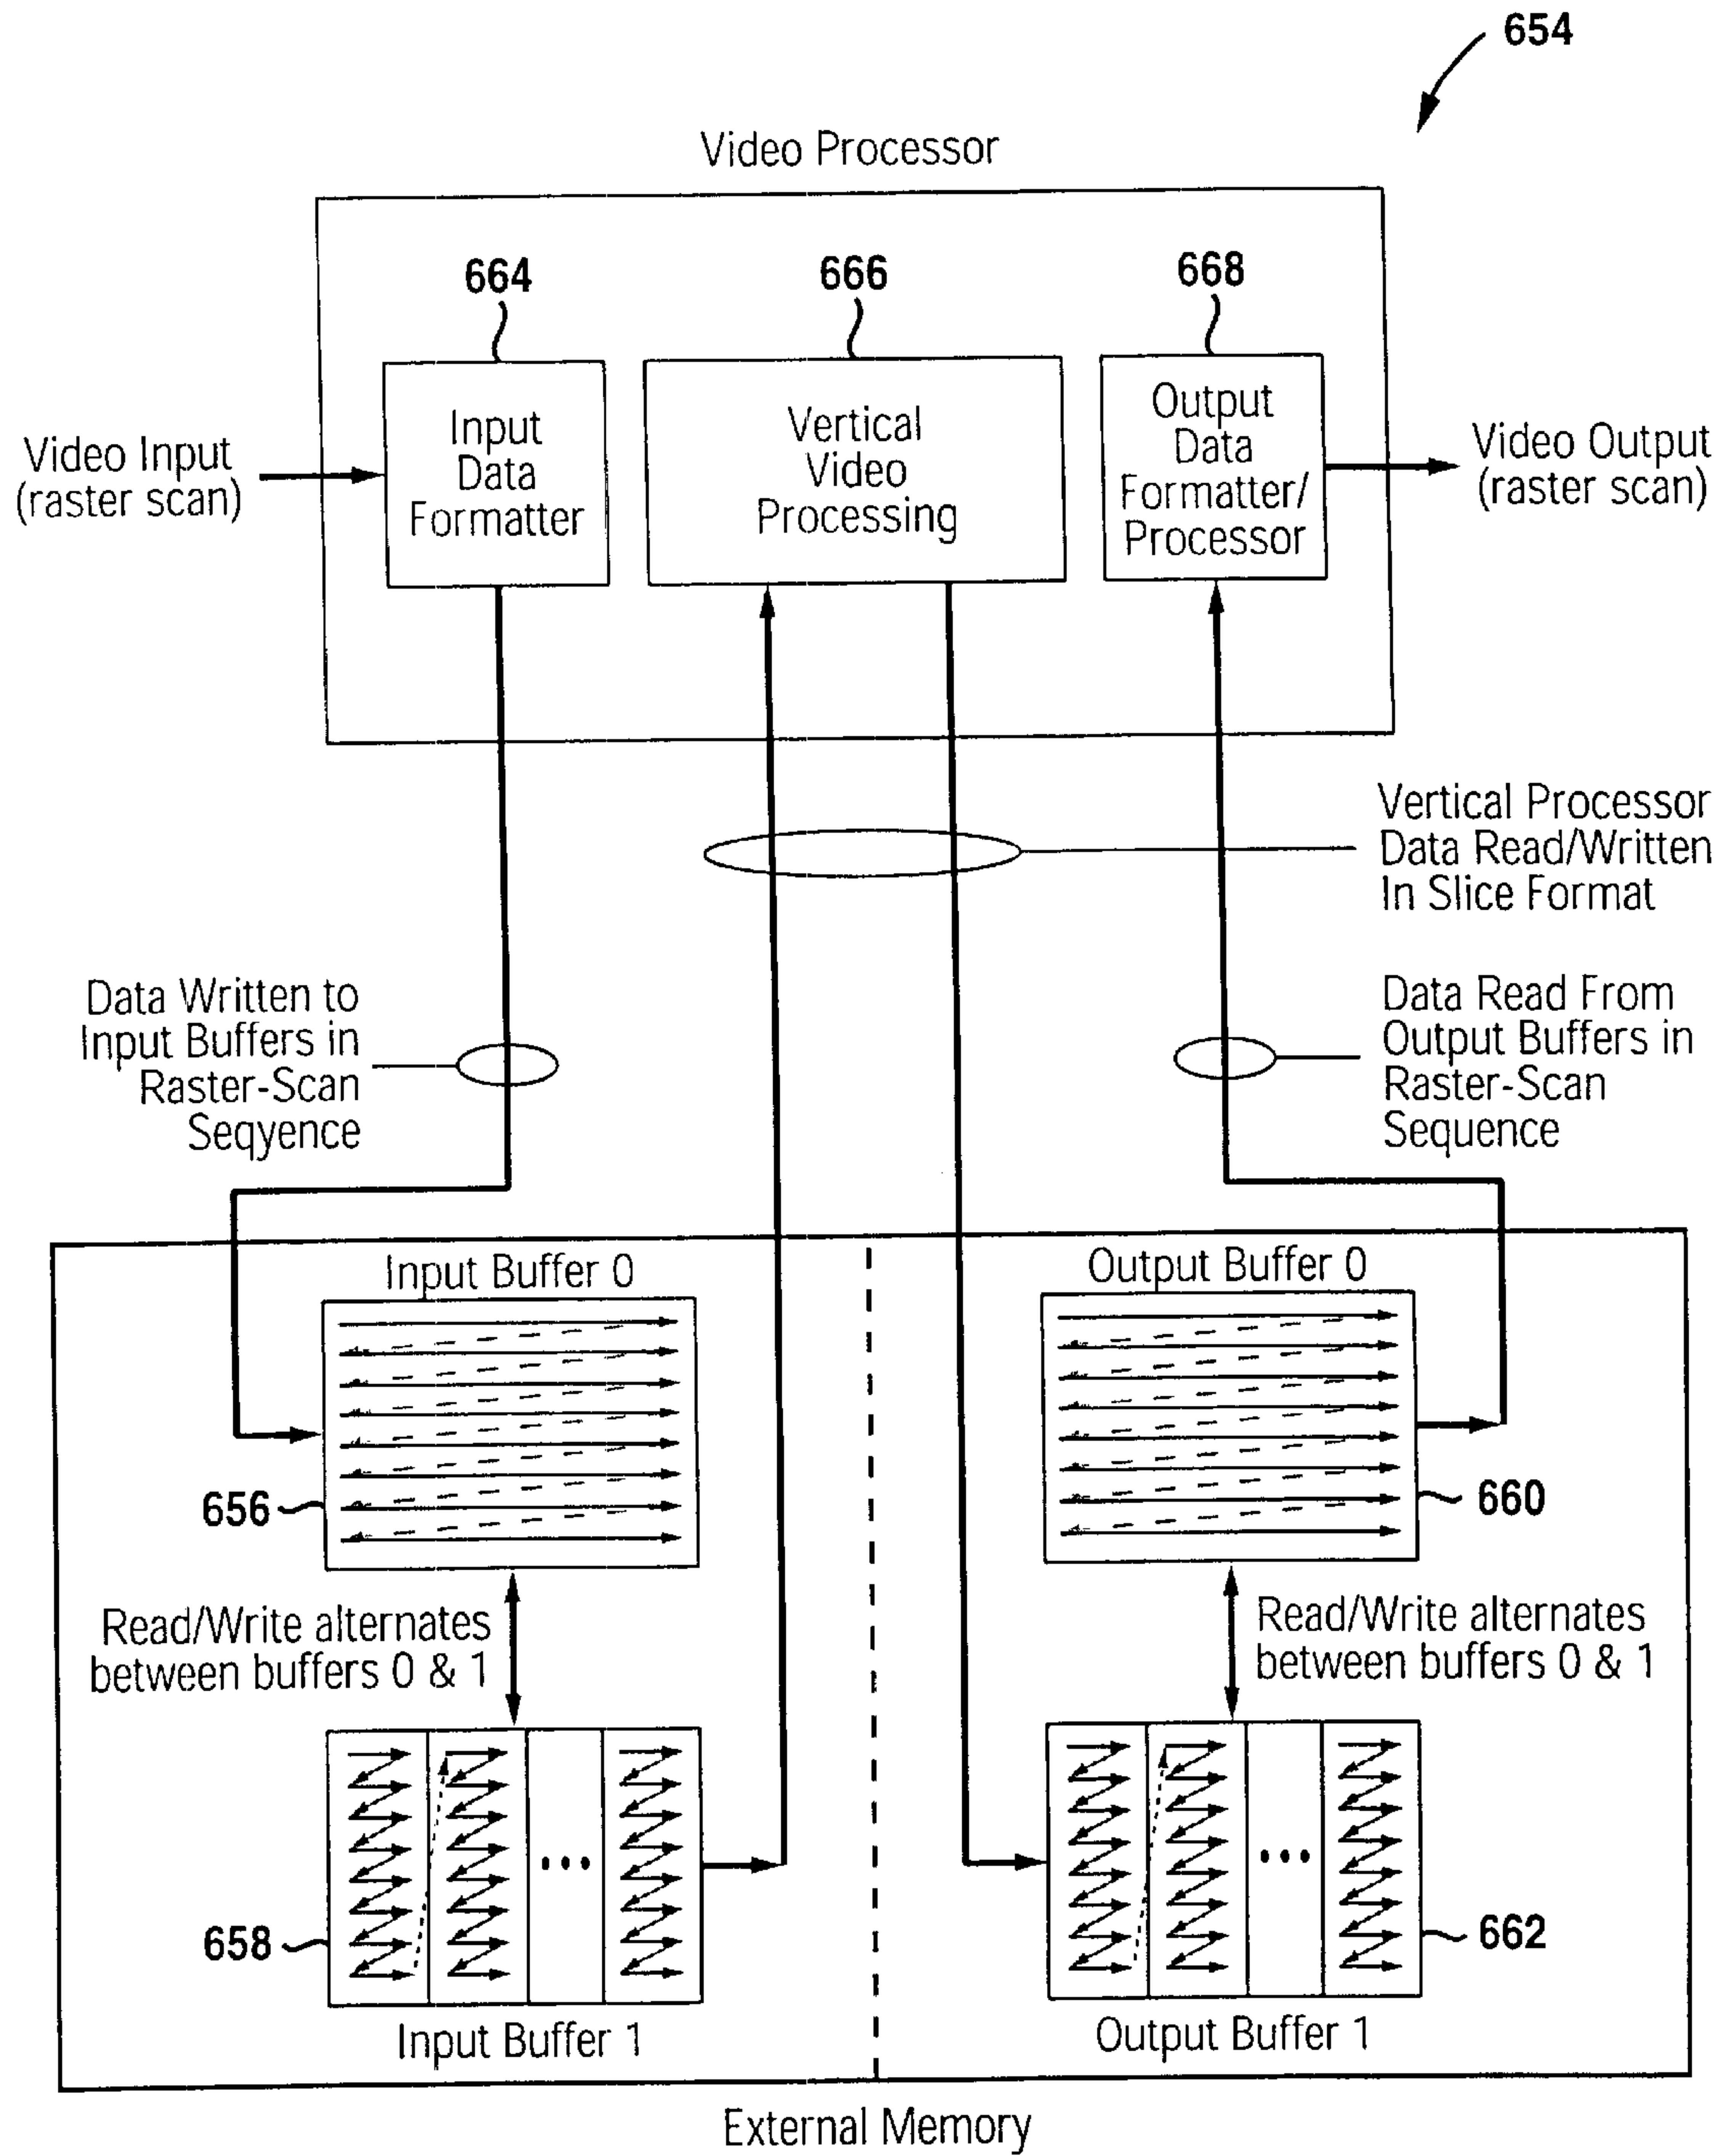 654
Video Processor
664
666
668
Input
Data
Formatter
Vertical
Video
Processing
Output
Data
Formatter/
Processor
Video Input
(raster scan)
Video Output
(raster scan)
Vertical Processor
Data Read/Written
In Slice Format
Data Written to
Input Buffers in
Raster-Scan
Seqyence
Data Read From
Output Buffers in
Raster-Scan
Sequence
Input Buffer 0
Output Buffer 0
656
660
Read/Write alternates
between buffers 0 & 1
Read/Write alternates
between buffers 0 & 1
•••
•••
658
662
Input Buffer 1
Output Buffer 1
External Memory